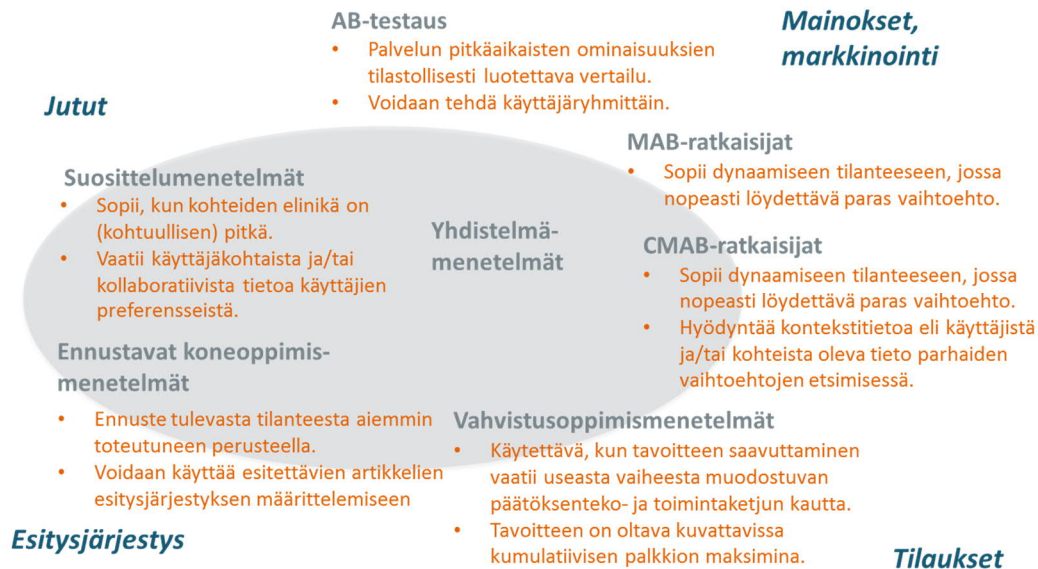 AB-testaus
• Palvelun pitkäaikaisten ominaisuuksien
tilastollisesti luotettava vertailu.
• Voidaan tehdä käyttäjäryhmittäin.
Mainokset,
markkinointi
Jutut
Suosittelumenetelmät
• Sopii, kun kohteiden elinikä on
(kohtuullisen) pitkä.
• Vaatii käyttäjäkohtaista ja/tai
kollaboratiivista tietoa käyttäjien
preferensseistä.
Yhdistelmä-
menetelmät
MAB-ratkaisijat
• Sopii dynaamiseen tilanteeseen, jossa
nopeasti löydettävä paras vaihtoehto.
CMAB-ratkaisijat
• Sopii dynaamiseen tilanteeseen, jossa
nopeasti löydettävä paras vaihtoehto.
• Hyödyntää kontekstitietoa eli käyttäjistä
ja/tai kohteista oleva tieto parhaiden
vaihtoehtojen etsimisessä.
Ennustavat koneoppimis-
menetelmät
• Ennuste tulevasta tilanteesta aiemmin
toteutuneen perusteella.
• Voidaan käyttää esitettävien artikkelien
esitysjärjestyksen määrittelemiseen
Vahvistusoppimismenetelmät
• Käytettävä, kun tavoitteen saavuttaminen
vaatii useasta vaiheesta muodostuvan
päätöksenteko- ja toimintaketjun kautta.
• Tavoitteen on oltava kuvattavissa
kumulatiivisen palkkion maksimina.
Esitysjärjestys
Tilaukset